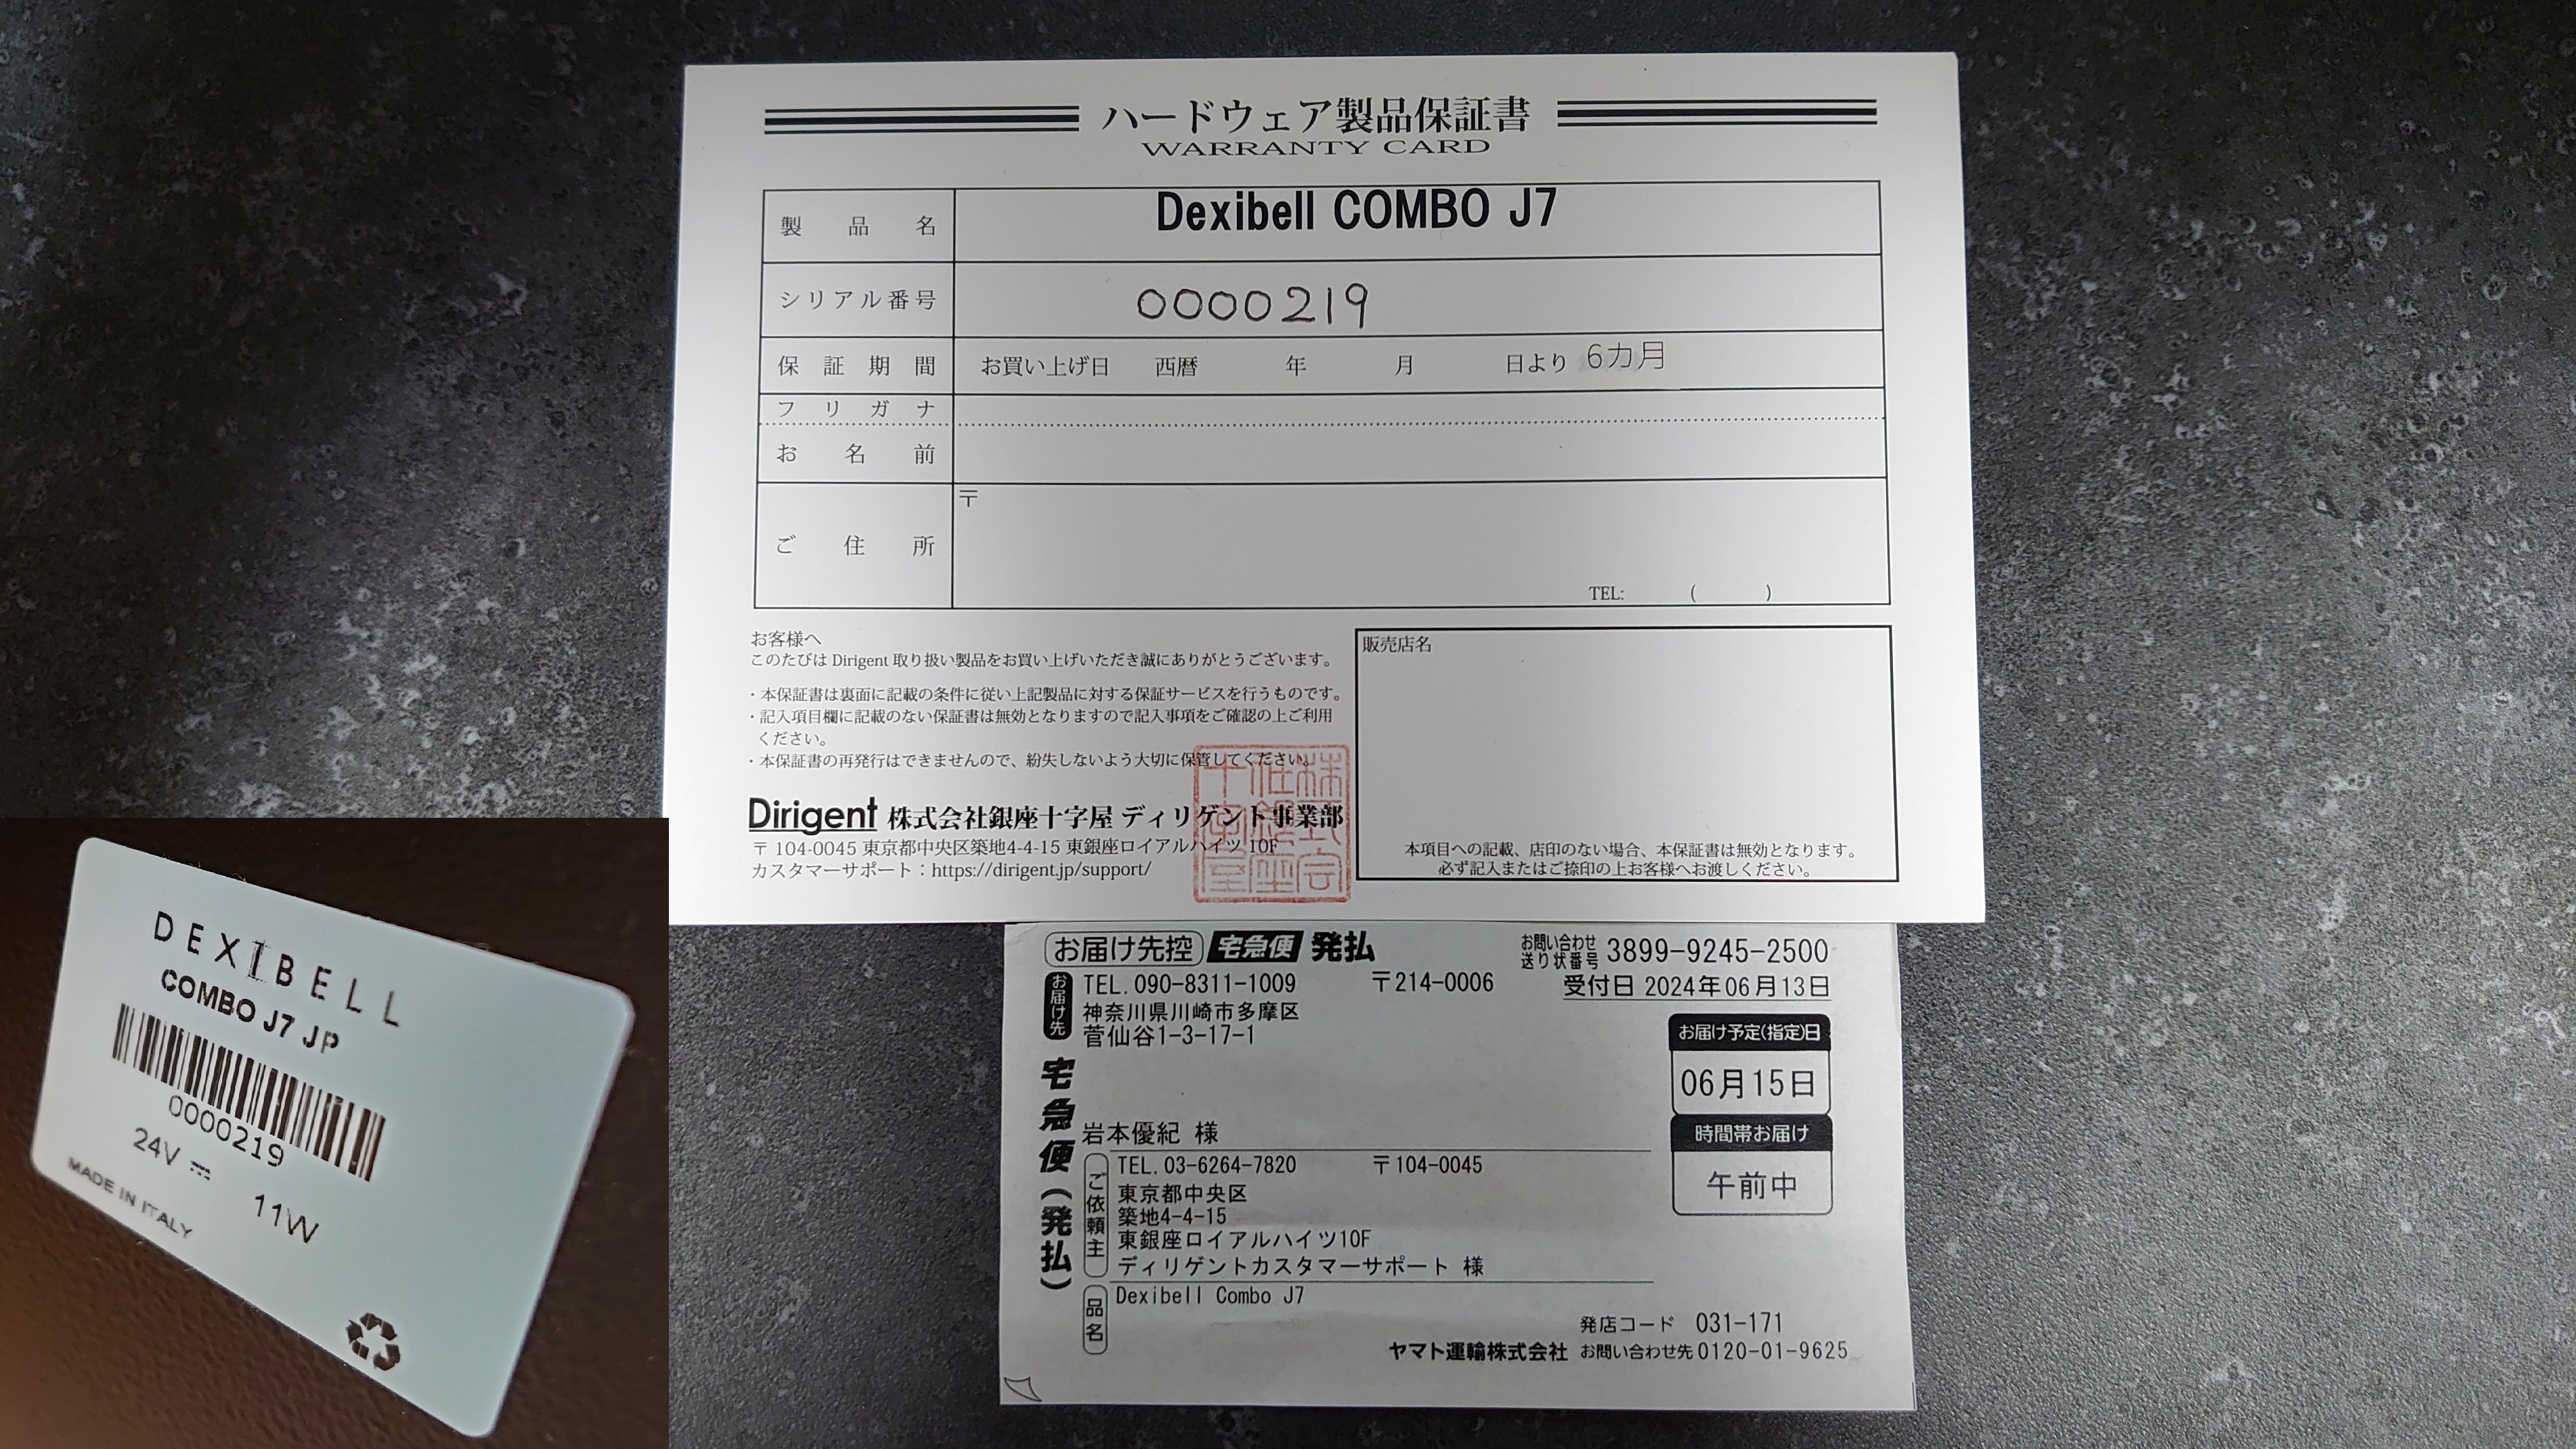 ハードウェア製品保証書
WARRANTY CARD
製品名 Dexibell COMBO J7
シリアル番号 0000219
保証期間 お買い上げ日 西暦 年 月 日より 6カ月
フリガナ
お名前
ご住所 〒
TEL: ( )
お客様へ
このたびは Dirigent 取り扱い製品をお買い上げいただき誠にありがとうございます。
・本保証書は裏面に記載の条件に従い上記製品に対する保証サービスを行うものです。
・記入項目欄に記載のない保証書は無効となりますので記入事項をご確認の上ご利用
ください。
・本保証書の再発行はできませんので、紛失しないよう大切に保管してください。
Dirigent 株式会社銀座十字屋 ディリゲント事業部
〒104-0045 東京都中央区築地4-4-15 東銀座ロイアルハイツ 10F
カスタマーサポート：https://dirigent.jp/support/
株式会社銀座十字屋
販売店名
本項目への記載、店印のない場合、本保証書は無効となります。
必ず記入またはご捺印の上お客様へお渡しください。
DEXIBELL
COMBO J7 JP
0000219
24V ⎓ 11W
MADE IN ITALY
お届け先控 宅急便 発払
お問い合わせ送り状番号 3899-9245-2500
受付日 2024年06月13日
お届け先
TEL.090-8311-1009 〒214-0006
神奈川県川崎市多摩区
菅仙谷1-3-17-1
岩本優紀 様
お届け予定(指定)日
06月15日
時間帯お届け
午前中
宅急便(発払)
ご依頼主
TEL.03-6264-7820 〒104-0045
東京都中央区
築地4-4-15
東銀座ロイアルハイツ10F
ディリゲントカスタマーサポート 様
品名
Dexibell Combo J7
発店コード 031-171
ヤマト運輸株式会社 お問い合わせ先0120-01-9625